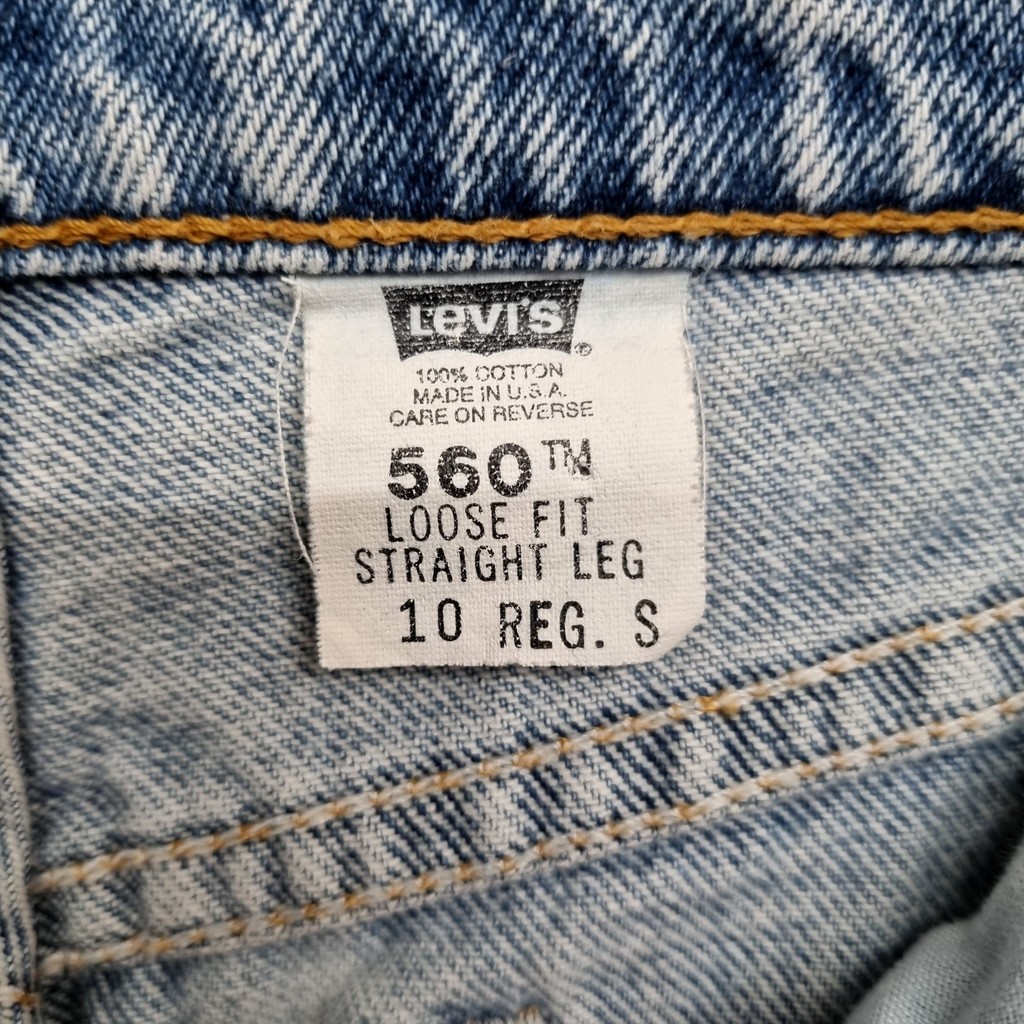 Levi's ®
100% COTTON
MADE IN U.S.A.
CARE ON REVERSE
560™
LOOSE FIT
STRAIGHT LEG
10 REG. S